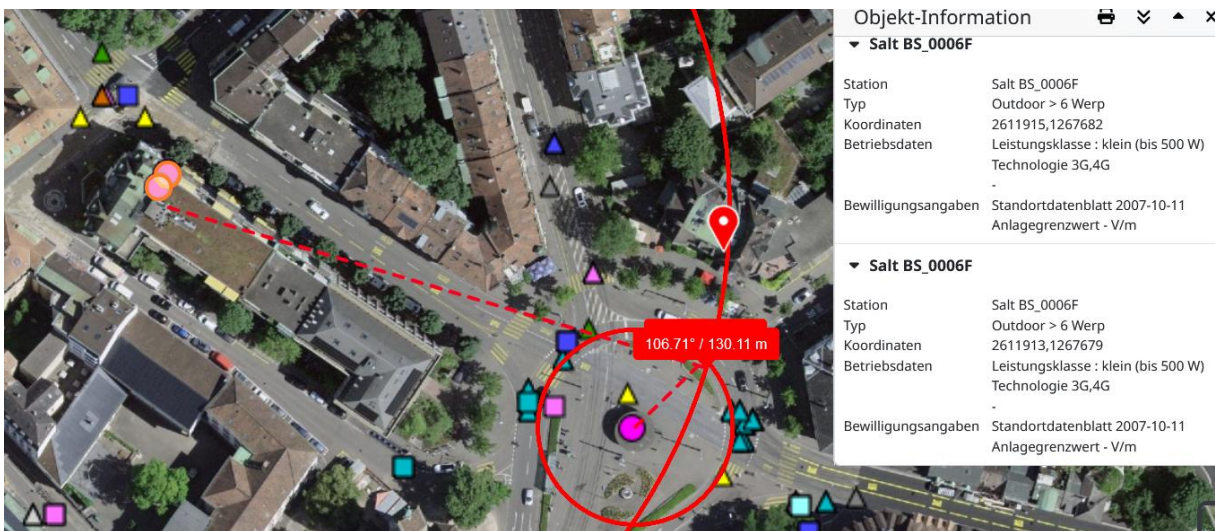 Objekt-Information
Salt BS_0006F
Station Salt BS_0006F
Typ Outdoor > 6 Werp
Koordinaten 2611915,1267682
Betriebsdaten Leistungsklasse : klein (bis 500 W)
Technologie 3G,4G
-
Bewilligungsangaben Standortdatenblatt 2007-10-11
Anlagegrenzwert - V/m
Salt BS_0006F
Station Salt BS_0006F
Typ Outdoor > 6 Werp
Koordinaten 2611913,1267679
Betriebsdaten Leistungsklasse : klein (bis 500 W)
Technologie 3G,4G
-
Bewilligungsangaben Standortdatenblatt 2007-10-11
Anlagegrenzwert - V/m
106.71° / 130.11 m